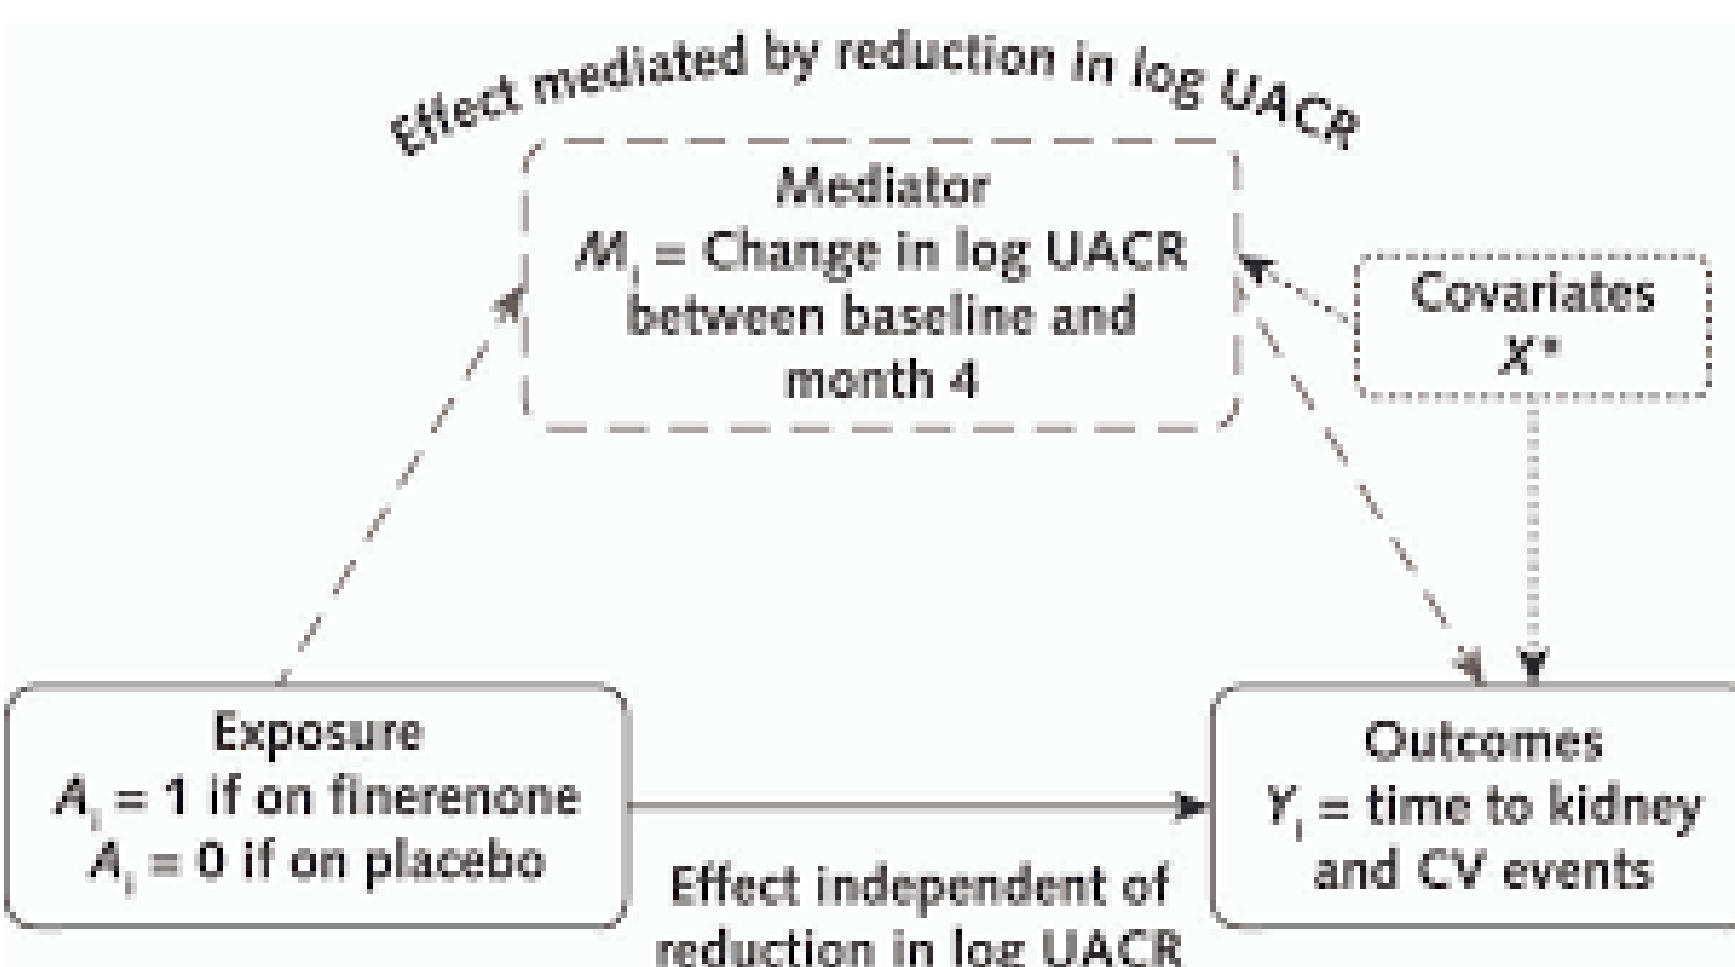 Effect mediated by reduction in log UACR
Mediator
Mᵢ = Change in log UACR
between baseline and
month 4
Covariates
X*
Exposure
Aᵢ = 1 if on finerenone
Aᵢ = 0 if on placebo
Outcomes
Yᵢ = time to kidney
and CV events
Effect independent of
reduction in log UACR